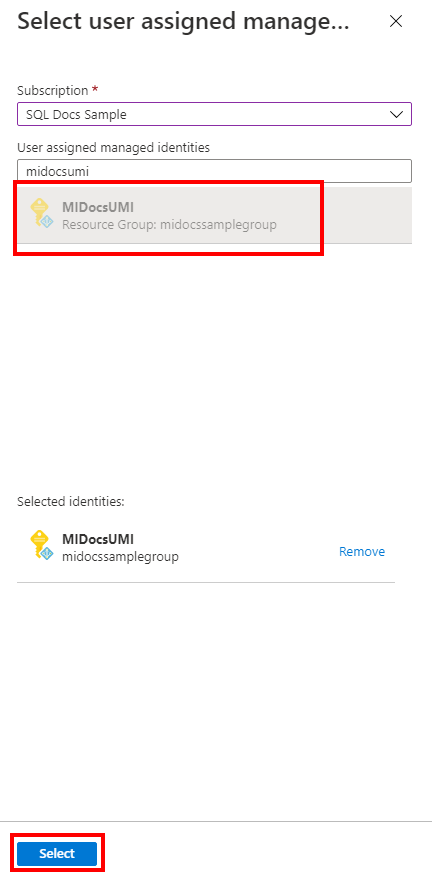 Select user assigned manage...
Subscription *
SQL Docs Sample
User assigned managed identities
midocsumi
MIDocsUMI
Resource Group: midocssamplegroup
Selected identities:
MIDocsUMI
midocssamplegroup
Remove
Select